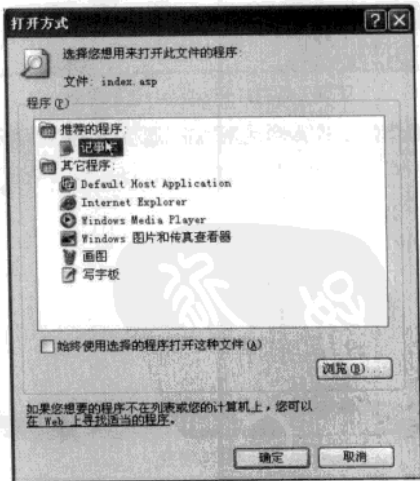 打开方式
选择您想用来打开此文件的程序:
文件: index.asp
程序(P)
推荐的程序:
记事本
其它程序:
Default Host Application
Internet Explorer
Windows Media Player
Windows 图片和传真查看器
画图
写字板
始终使用选择的程序打开这种文件(A)
浏览(B)...
如果您想要的程序不在列表或您的计算机上，您可以
在 Web 上寻找适当的程序。
确定
取消